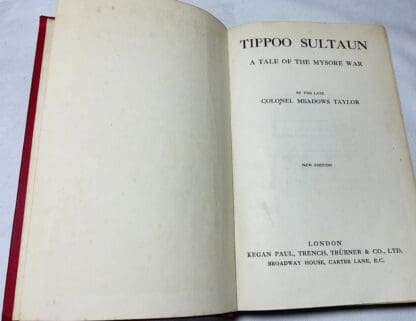 TIPPOO SULTAUN
A TALE OF THE MYSORE WAR
BY THE LATE
COLONEL MEADOWS TAYLOR
NEW EDITION
LONDON
KEGAN PAUL, TRENCH, TRÜBNER & CO., LTD.
BROADWAY HOUSE, CARTER LANE, E.C.